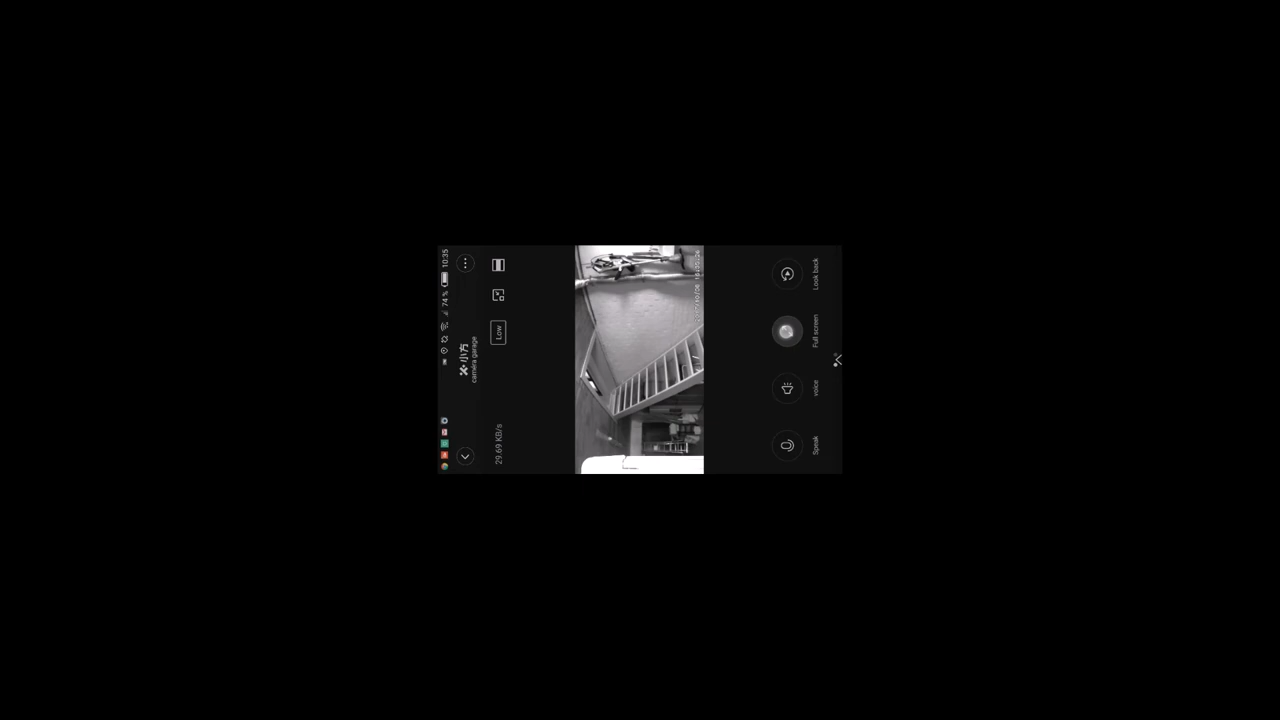 74 % 10:35
小方
camera garage
29.69 KB/s
Low
Speak
voice
Full screen
Look back